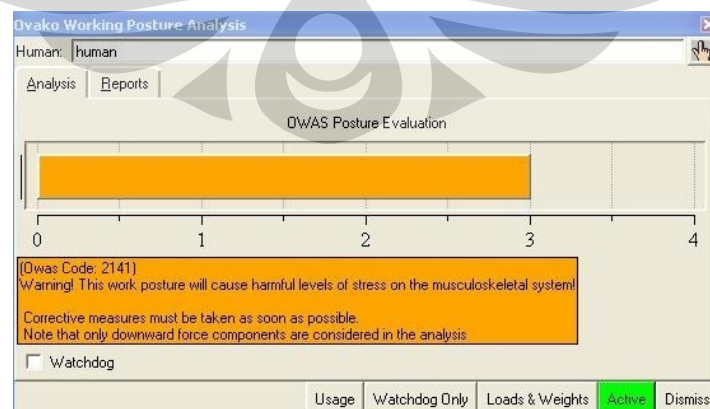 Ovako Working Posture Analysis
Human: human
Analysis Reports
OWAS Posture Evaluation
0 1 2 3 4
(Owas Code: 2141)
Warning! This work posture will cause harmful levels of stress on the musculoskeletal system!
Corrective measures must be taken as soon as possible.
Note that only downward force components are considered in the analysis
Watchdog
Usage Watchdog Only Loads & Weights Active Dismiss